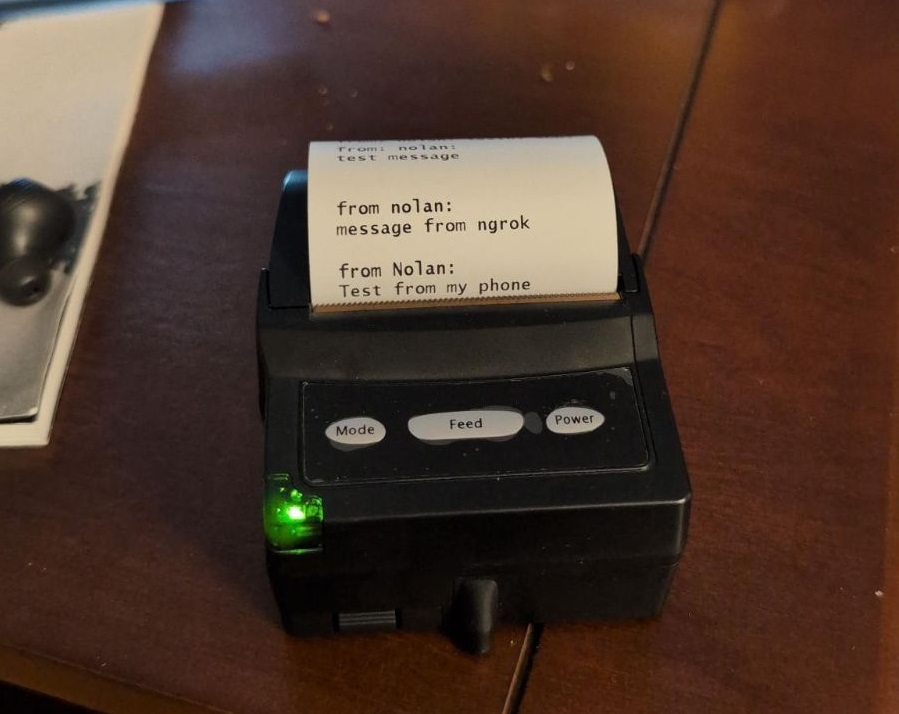 from: nolan:
test message
from nolan:
message from ngrok
from Nolan:
Test from my phone
Mode
Feed
Power